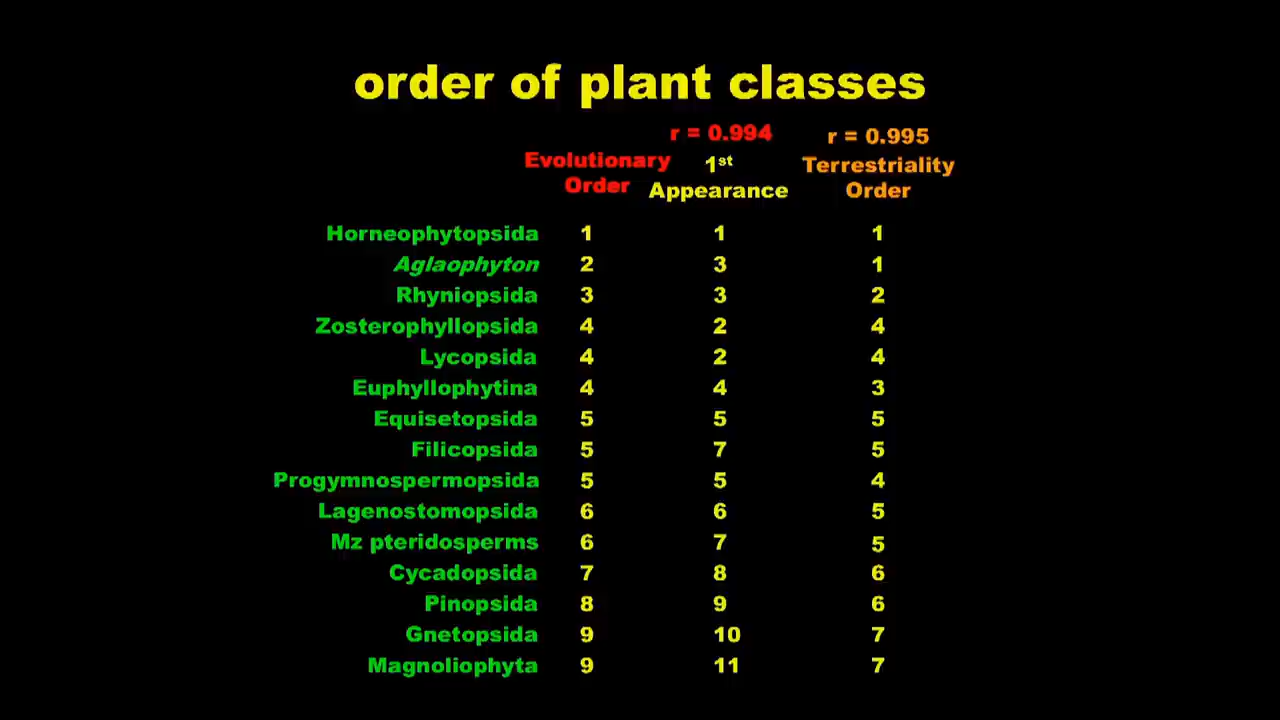 order of plant classes
r = 0.994 r = 0.995
Evolutionary Order 1st Appearance Terrestriality Order
Horneophytopsida 1 1 1
Aglaophyton 2 3 1
Rhyniopsida 3 3 2
Zosterophyllopsida 4 2 4
Lycopsida 4 2 4
Euphyllophytina 4 4 3
Equisetopsida 5 5 5
Filicopsida 5 7 5
Progymnospermopsida 5 5 4
Lagenostomopsida 6 6 5
Mz pteridosperms 6 7 5
Cycadopsida 7 8 6
Pinopsida 8 9 6
Gnetopsida 9 10 7
Magnoliophyta 9 11 7